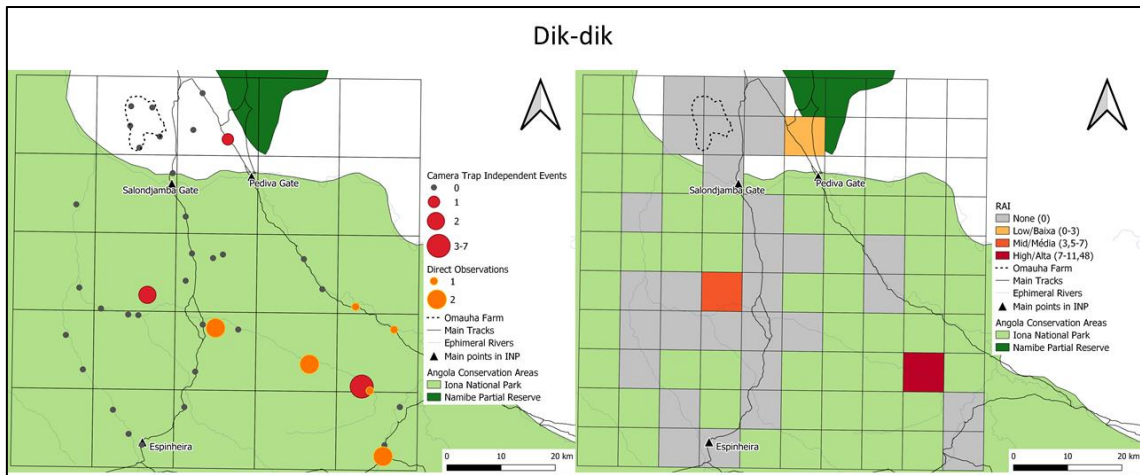 Dik-dik
Salondjamba Gate
Pediva Gate
Espinheira
Camera Trap Independent Events
0
1
2
3-7
Direct Observations
1
2
Omauha Farm
Main Tracks
Ephimeral Rivers
Main points in INP
Angola Conservation Areas
Iona National Park
Namibe Partial Reserve
0 10 20 km
Salondjamba Gate
Pediva Gate
Espinheira
RAI
None (0)
Low/Baixa (0-3)
Mid/Média (3,5-7)
High/Alta (7-11,48)
Omauha Farm
Main Tracks
Ephimeral Rivers
Main points in INP
Angola Conservation Areas
Iona National Park
Namibe Partial Reserve
0 10 20 km